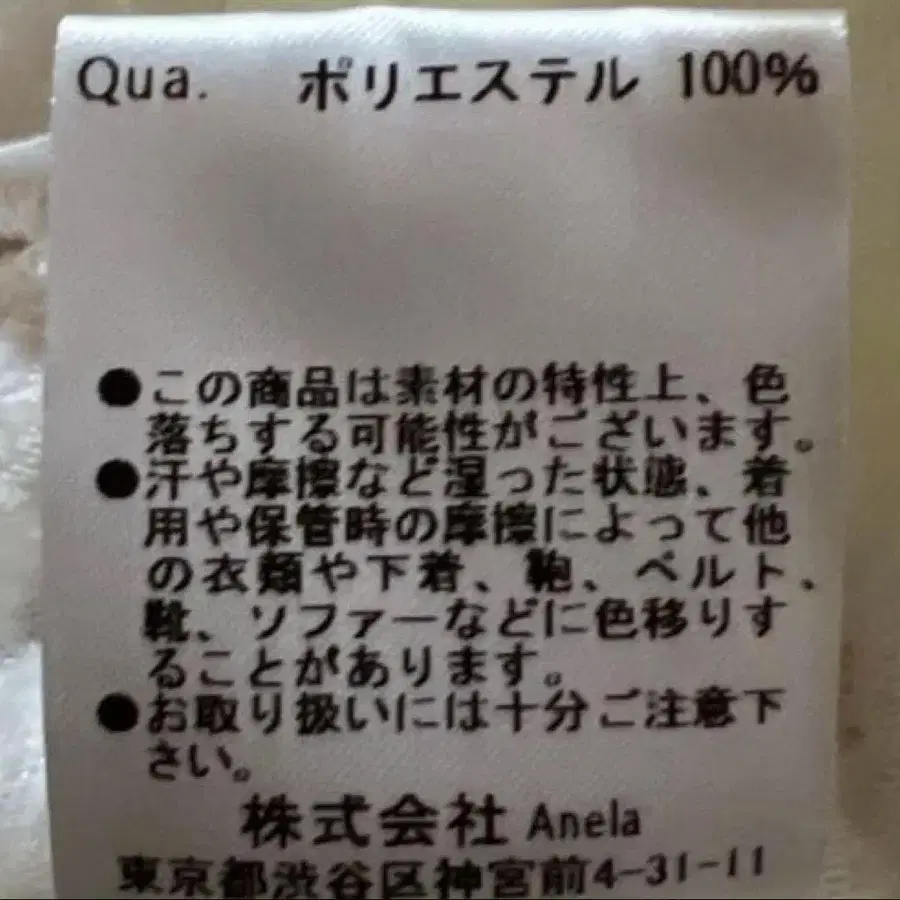 Qua. ポリエステル 100%
●この商品は素材の特性上、色
落ちする可能性がございます。
●汗や摩擦など湿った状態、着
用や保管時の摩擦によって他
の衣類や下着、鞄、ベルト、
靴、ソファーなどに色移りす
ることがあります。
●お取り扱いには十分ご注意下
さい。
株式会社 Anela
東京都渋谷区神宮前4-31-11